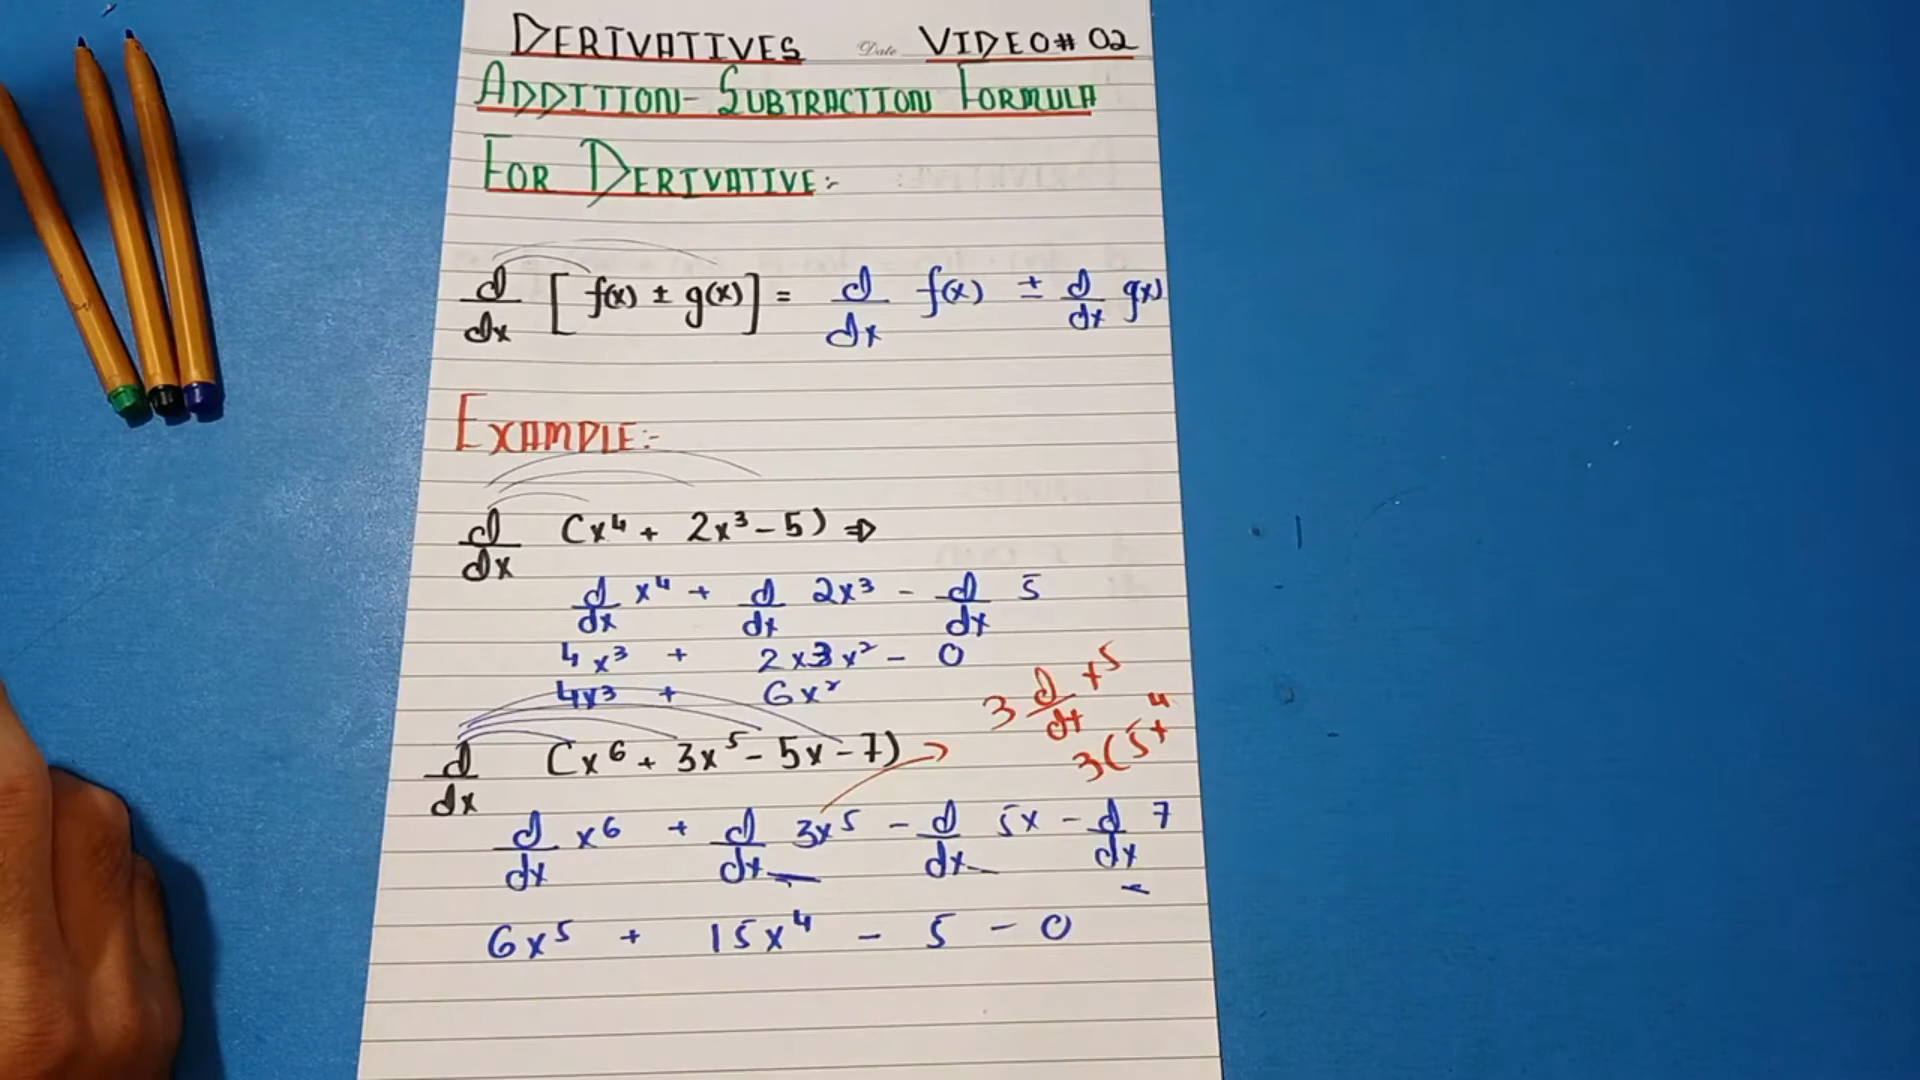 DERIVATIVES Date VIDEO# 02
ADDITION-SUBTRACTION FORMULA
FOR DERIVATIVE:-
d/dx [f(x) ± g(x)] = d/dx f(x) ± d/dx g(x)
EXAMPLE:-
d/dx (x⁴ + 2x³ - 5) ⇒
d/dx x⁴ + d/dx 2x³ - d/dx 5
4x³ + 2x3x² - 0
4x³ + 6x²
3 d/dx x⁵
3(5x⁴
d/dx (x⁶ + 3x⁵ - 5x - 7)
d/dx x⁶ + d/dx 3x⁵ - d/dx 5x - d/dx 7
6x⁵ + 15x⁴ - 5 - 0